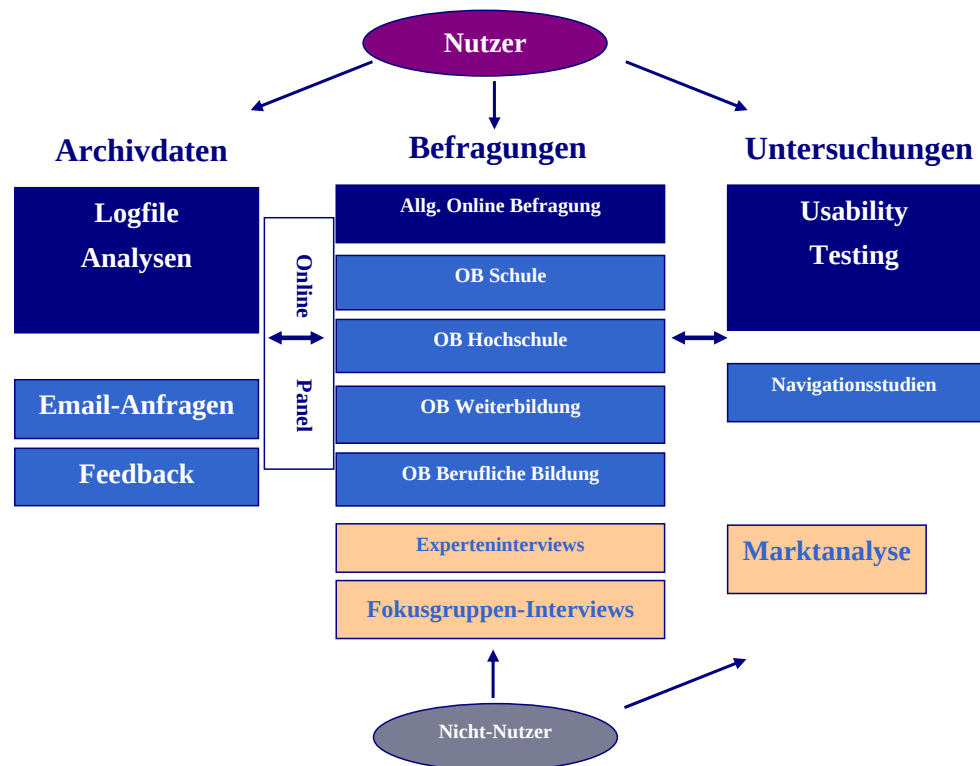 Nutzer
Archivdaten
Befragungen
Untersuchungen
Logfile
Analysen
Email-Anfragen
Feedback
Online
Panel
Allg. Online Befragung
OB Schule
OB Hochschule
OB Weiterbildung
OB Berufliche Bildung
Experteninterviews
Fokusgruppen-Interviews
Usability
Testing
Navigationsstudien
Marktanalyse
Nicht-Nutzer